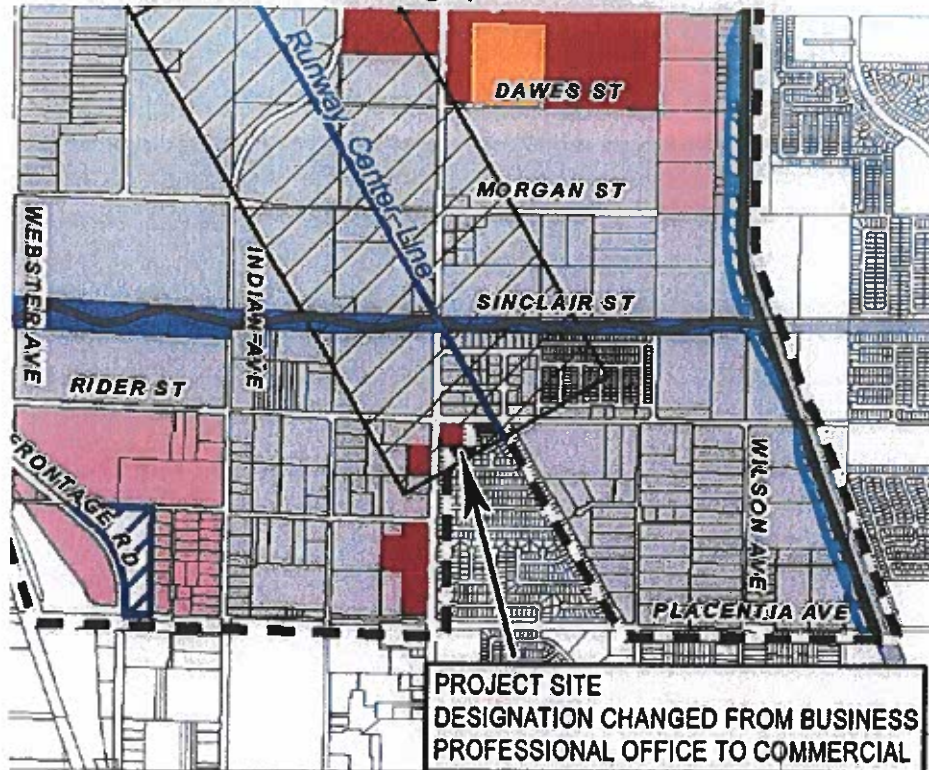 DAWES ST
Runway Center-Line
MORGAN ST
WEBSTER AVE
INDIAN AVE
SINCLAIR ST
RIDER ST
FRONTAGE RD
WILSON AVE
PLACENTIA AVE
PROJECT SITE
DESIGNATION CHANGED FROM BUSINESS
PROFESSIONAL OFFICE TO COMMERCIAL